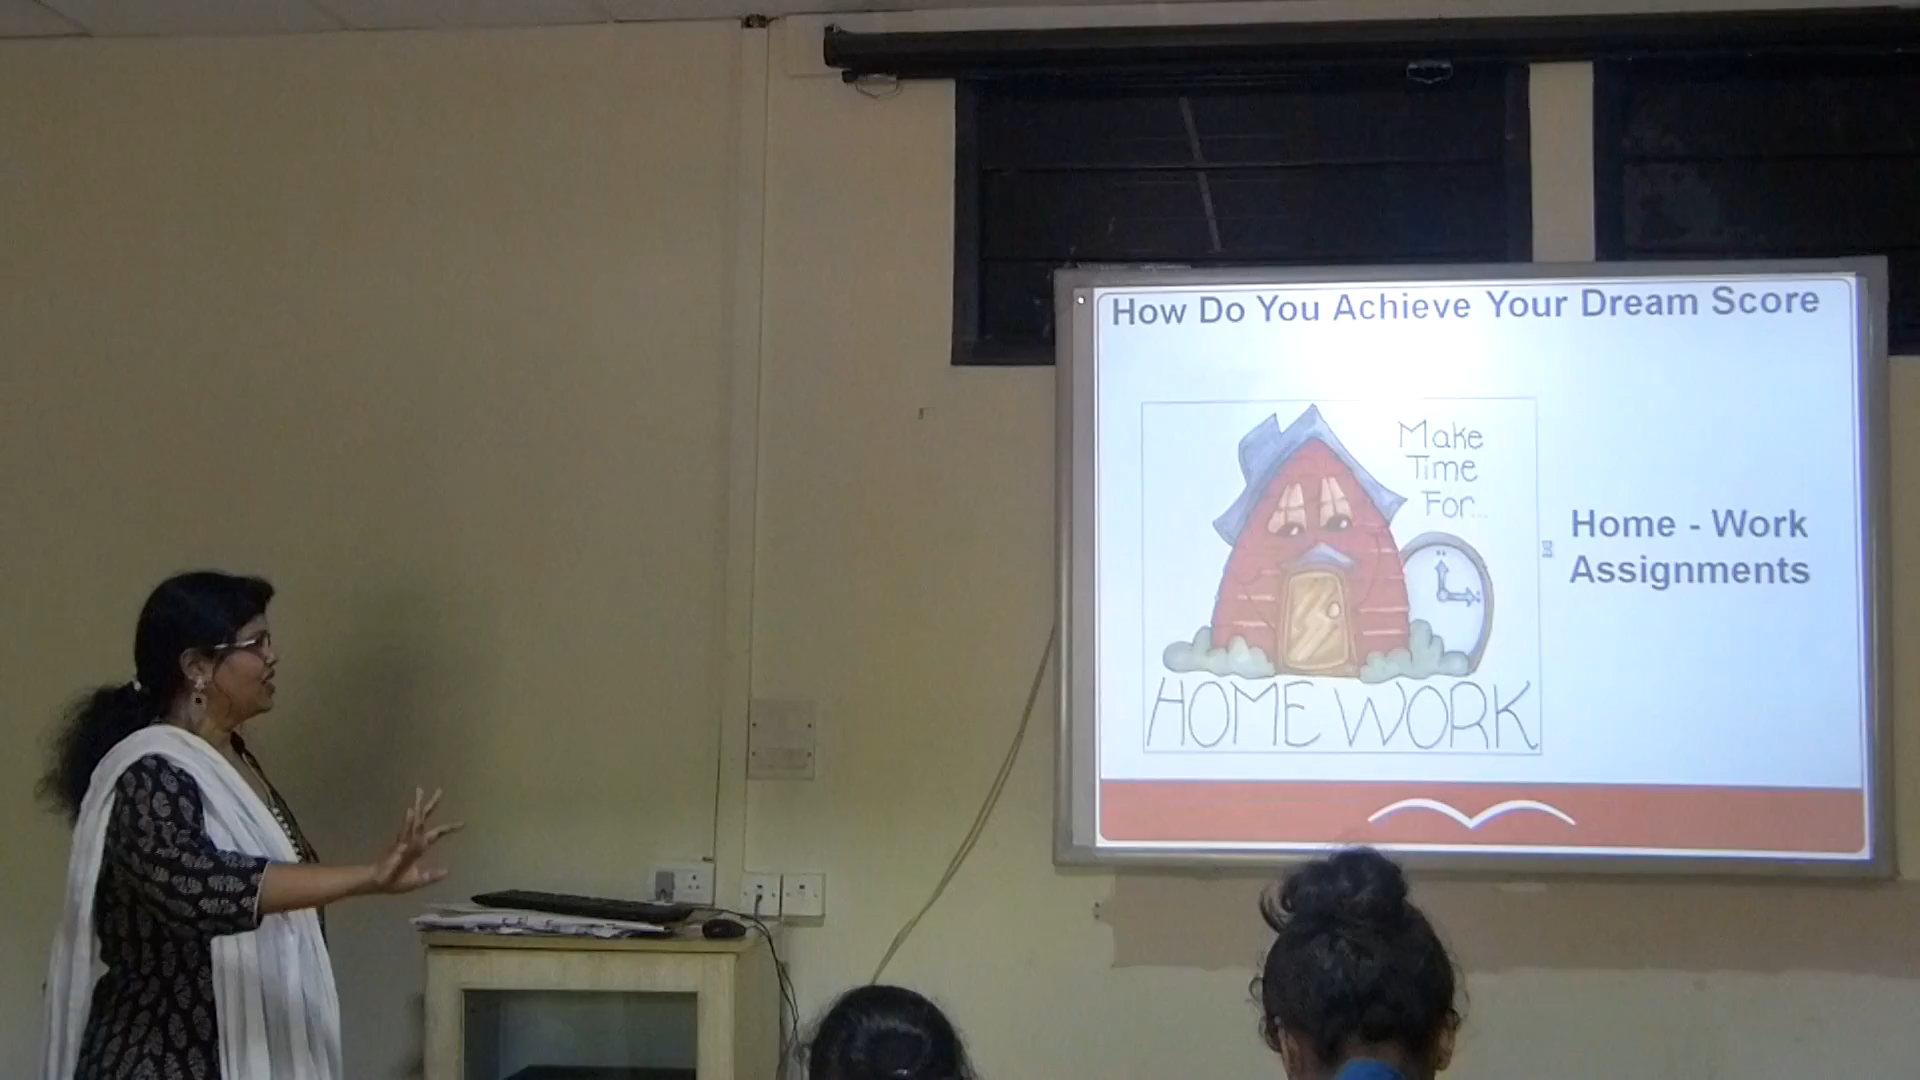 How Do You Achieve Your Dream Score
Make
Time
For...
HOME WORK
Home - Work
Assignments